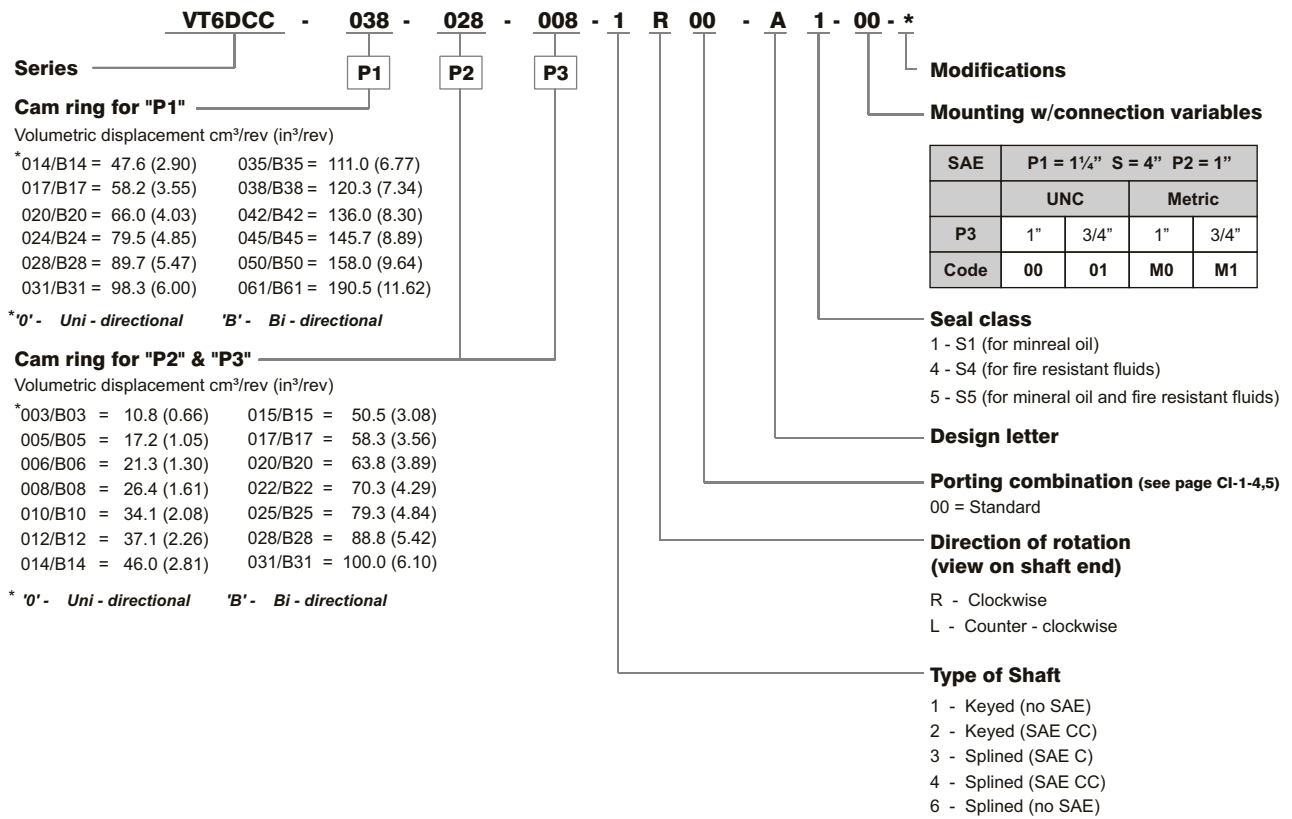 VT6DCC - 038 - 028 - 008 - 1 R 00 - A 1 - 00 - *
P1 P2 P3
Series
Cam ring for "P1"
Volumetric displacement cm³/rev (in³/rev)
*014/B14 = 47.6 (2.90) 035/B35 = 111.0 (6.77)
017/B17 = 58.2 (3.55) 038/B38 = 120.3 (7.34)
020/B20 = 66.0 (4.03) 042/B42 = 136.0 (8.30)
024/B24 = 79.5 (4.85) 045/B45 = 145.7 (8.89)
028/B28 = 89.7 (5.47) 050/B50 = 158.0 (9.64)
031/B31 = 98.3 (6.00) 061/B61 = 190.5 (11.62)
*'0' - Uni - directional 'B' - Bi - directional
Cam ring for "P2" & "P3"
Volumetric displacement cm³/rev (in³/rev)
*003/B03 = 10.8 (0.66) 015/B15 = 50.5 (3.08)
005/B05 = 17.2 (1.05) 017/B17 = 58.3 (3.56)
006/B06 = 21.3 (1.30) 020/B20 = 63.8 (3.89)
008/B08 = 26.4 (1.61) 022/B22 = 70.3 (4.29)
010/B10 = 34.1 (2.08) 025/B25 = 79.3 (4.84)
012/B12 = 37.1 (2.26) 028/B28 = 88.8 (5.42)
014/B14 = 46.0 (2.81) 031/B31 = 100.0 (6.10)
* '0' - Uni - directional 'B' - Bi - directional
Modifications
Mounting w/connection variables
SAE P1 = 1¼” S = 4” P2 = 1”
UNC Metric
P3 1” 3/4” 1” 3/4”
Code 00 01 M0 M1
Seal class
1 - S1 (for minreal oil)
4 - S4 (for fire resistant fluids)
5 - S5 (for mineral oil and fire resistant fluids)
Design letter
Porting combination (see page CI-1-4,5)
00 = Standard
Direction of rotation
(view on shaft end)
R - Clockwise
L - Counter - clockwise
Type of Shaft
1 - Keyed (no SAE)
2 - Keyed (SAE CC)
3 - Splined (SAE C)
4 - Splined (SAE CC)
6 - Splined (no SAE)